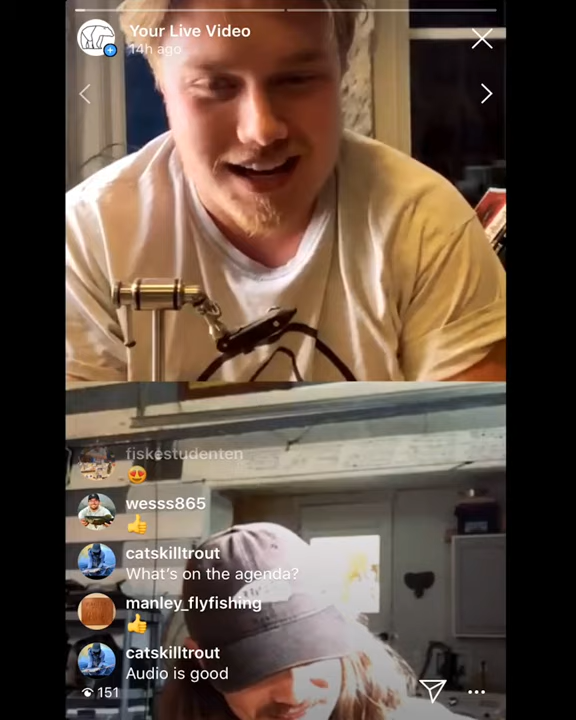 Your Live Video
14h ago
fiskestudenten
😍
wesss865
👍
catskilltrout
What's on the agenda?
manley_flyfishing
👍
catskilltrout
Audio is good
151